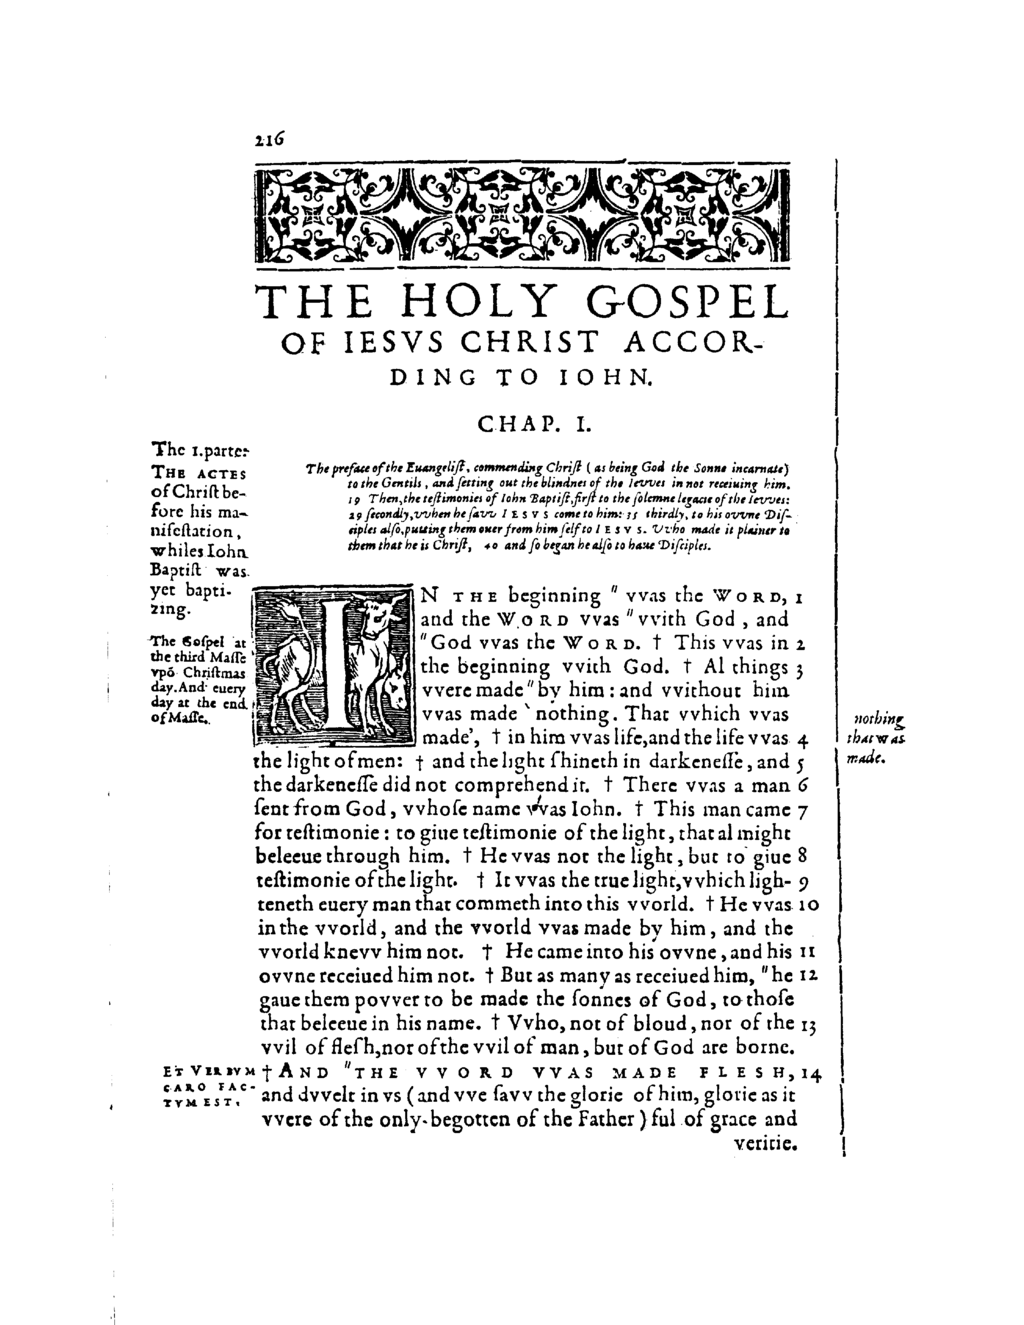 216
THE HOLY GOSPEL
OF IESVS CHRIST ACCOR-
DING TO IOHN.
CHAP. I.
The 1. parte:
THE ACTES
of Chriſt be-
fore his ma-
nifeſtation,
whiles Iohn
Baptiſt was
yet bapti-
zing.
The Goſpel at
the third Maſſe
vpō Chriſtmas
day. And euery
day at the end
of Maſſe.
The preface of the Euangeliſt, commending Chriſt (as being God the Sonne incarnate)
to the Gentils, and ſetting out the blindnes of the Ievves in not receiuing him.
19 Then, the teſtimonies of Iohn Baptiſt, firſt to the ſolemne legacie of the Ievves:
29 ſecondly, vvhen he ſavv IESVS come to him: 35 thirdly, to his ovvne Diſ-
ciples alſo, putting them ouer from him ſelf to IESVS. Vvho made it plainer to
them that he is Chriſt, 40 and ſo began he alſo to haue Diſciples.
IN THE beginning " vvas the WORD, 1
and the WORD vvas " vvith God, and
" God vvas the WORD. † This vvas in 2
the beginning vvith God. † Al things 3
vvere made " by him: and vvithout him
vvas made ‵ nothing. That vvhich vvas
made’, † in him vvas life, and the life vvas 4
the light of men: † and the light ſhineth in darkeneſſe, and 5
the darkeneſſe did not comprehend it. † There vvas a man 6
ſent from God, vvhoſe name vvas Iohn. † This man came 7
for teſtimonie: to giue teſtimonie of the light, that al might
beleeue through him. † He vvas not the light, but to giue 8
teſtimonie of the light. † It vvas the true light, vvhich ligh- 9
teneth euery man that commeth into this vvorld. † He vvas 10
in the vvorld, and the vvorld vvas made by him, and the
vvorld knevv him not. † He came into his ovvne, and his 11
ovvne receiued him not. † But as many as receiued him, " he 12
gaue them povver to be made the ſonnes of God, to thoſe
that beleeue in his name. † Vvho, not of bloud, nor of the 13
vvil of fleſh, nor of the vvil of man, but of God are borne.
† AND " THE VVORD VVAS MADE FLESH, 14
and dvvelt in vs (and vve ſavv the glorie of him, glorie as it
vvere of the only-begotten of the Father) ful of grace and
veritie.
ET VERBVM
CARO FAC-
TVM EST,
nothing
that was
made.